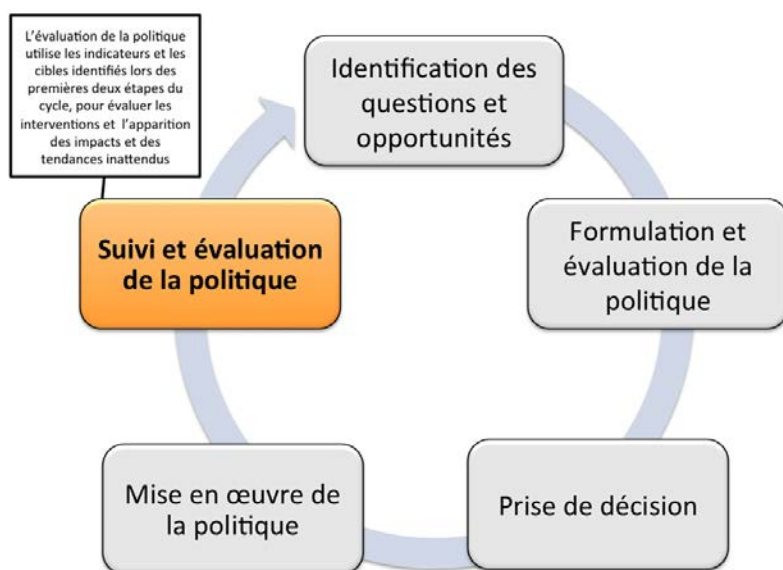 L'évaluation de la politique
utilise les indicateurs et les
cibles identifiés lors des
premières deux étapes du
cycle, pour évaluer les
interventions et l'apparition
des impacts et des
tendances inattendus
Identification des
questions et
opportunités
Formulation et
évaluation de la
politique
Prise de décision
Mise en œuvre de
la politique
Suivi et évaluation
de la politique